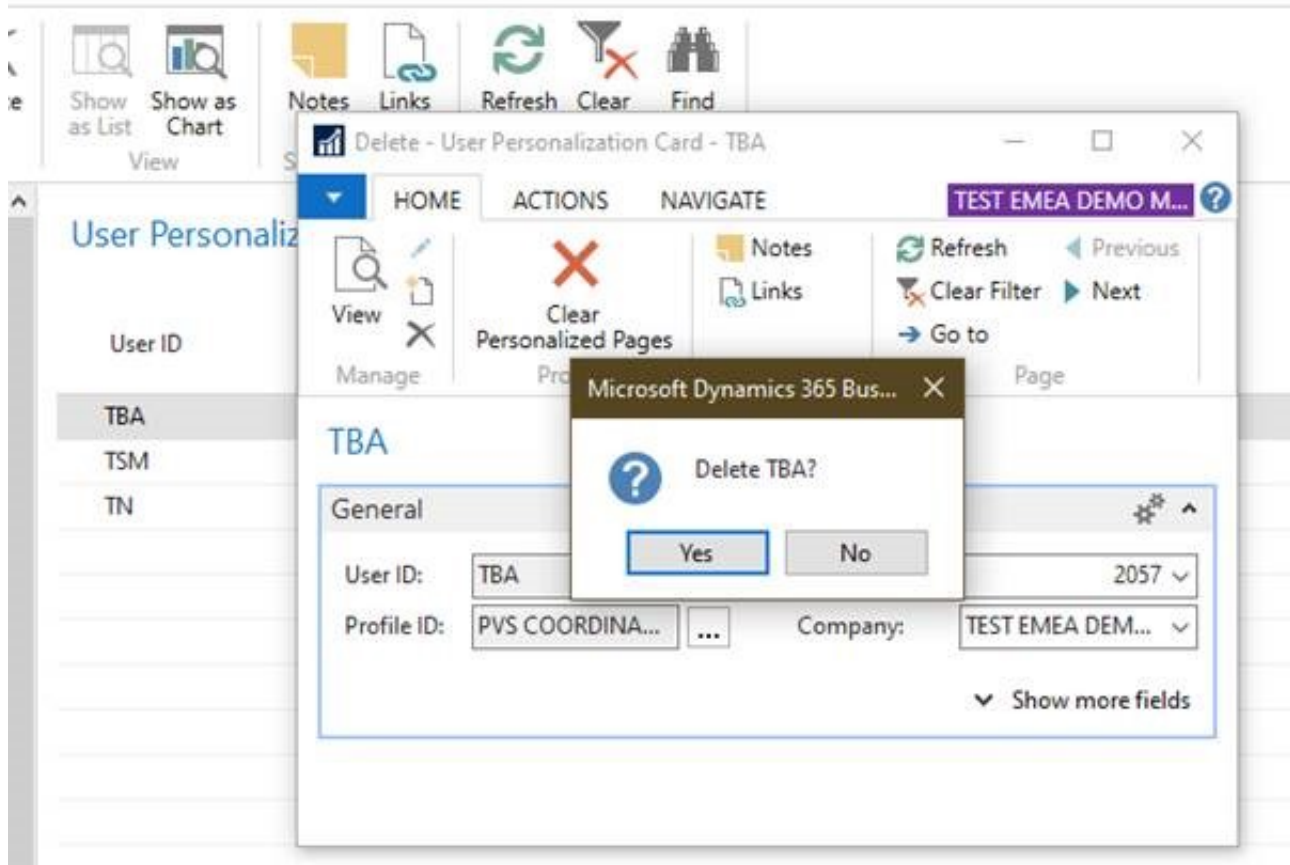 Show as List
Show as Chart
Notes
Links
Refresh
Clear
Find
View
Delete - User Personalization Card - TBA
HOME
ACTIONS
NAVIGATE
TEST EMEA DEMO M...
User Personaliz
User ID
TBA
TSM
TN
View
Manage
Clear
Personalized Pages
Notes
Links
Refresh
Clear Filter
Go to
Previous
Next
Page
Microsoft Dynamics 365 Bus...
Delete TBA?
Yes
No
TBA
General
User ID:
TBA
2057
Profile ID:
PVS COORDINA...
...
Company:
TEST EMEA DEM...
Show more fields